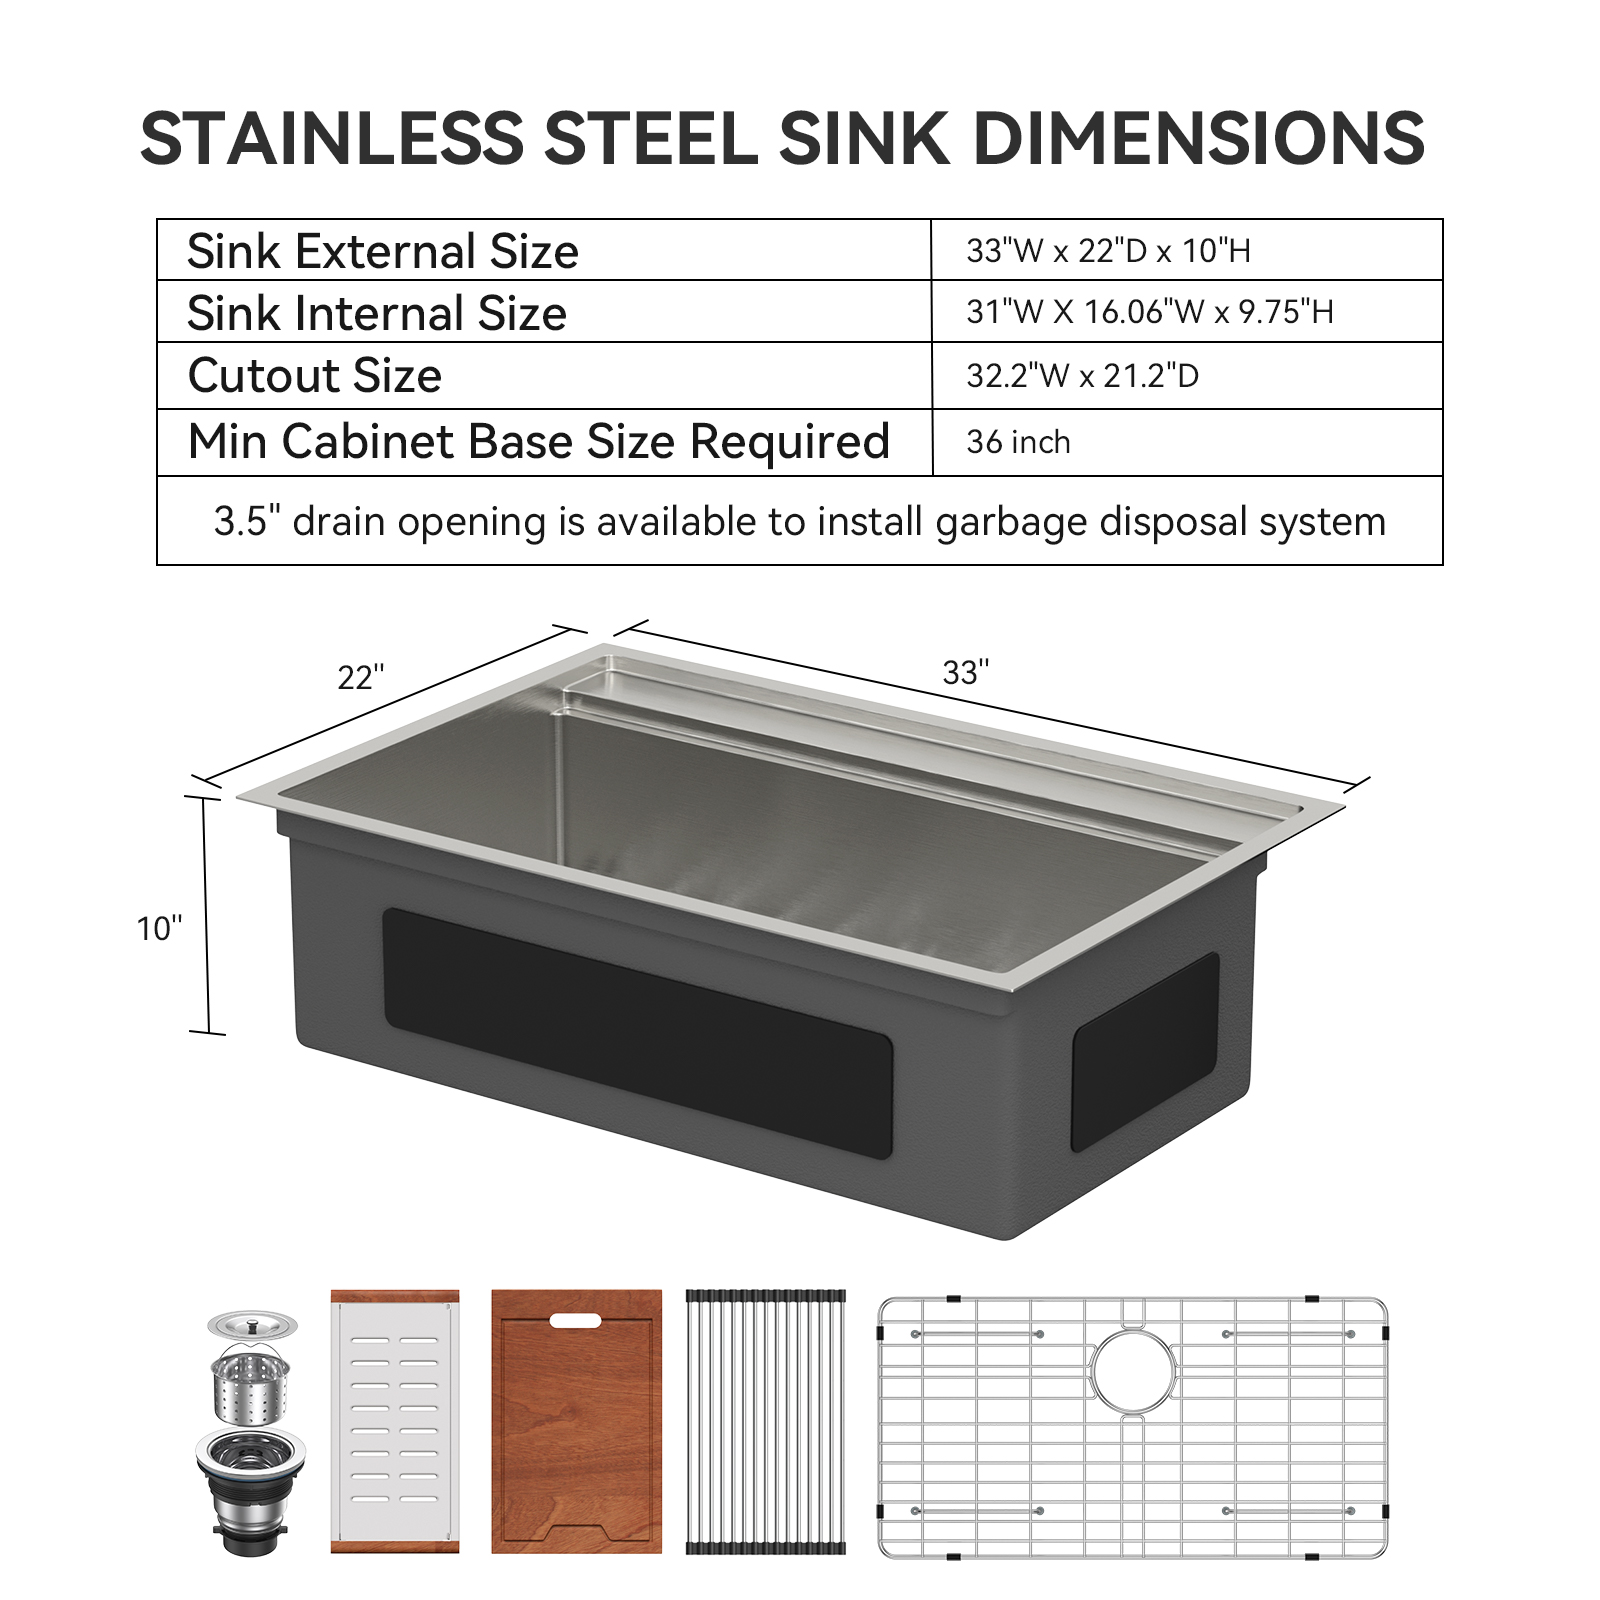 STAINLESS STEEL SINK DIMENSIONS
Sink External Size 33"W x 22"D x 10"H
Sink Internal Size 31"W X 16.06"W x 9.75"H
Cutout Size 32.2"W x 21.2"D
Min Cabinet Base Size Required 36 inch
3.5" drain opening is available to install garbage disposal system
22"
33"
10"